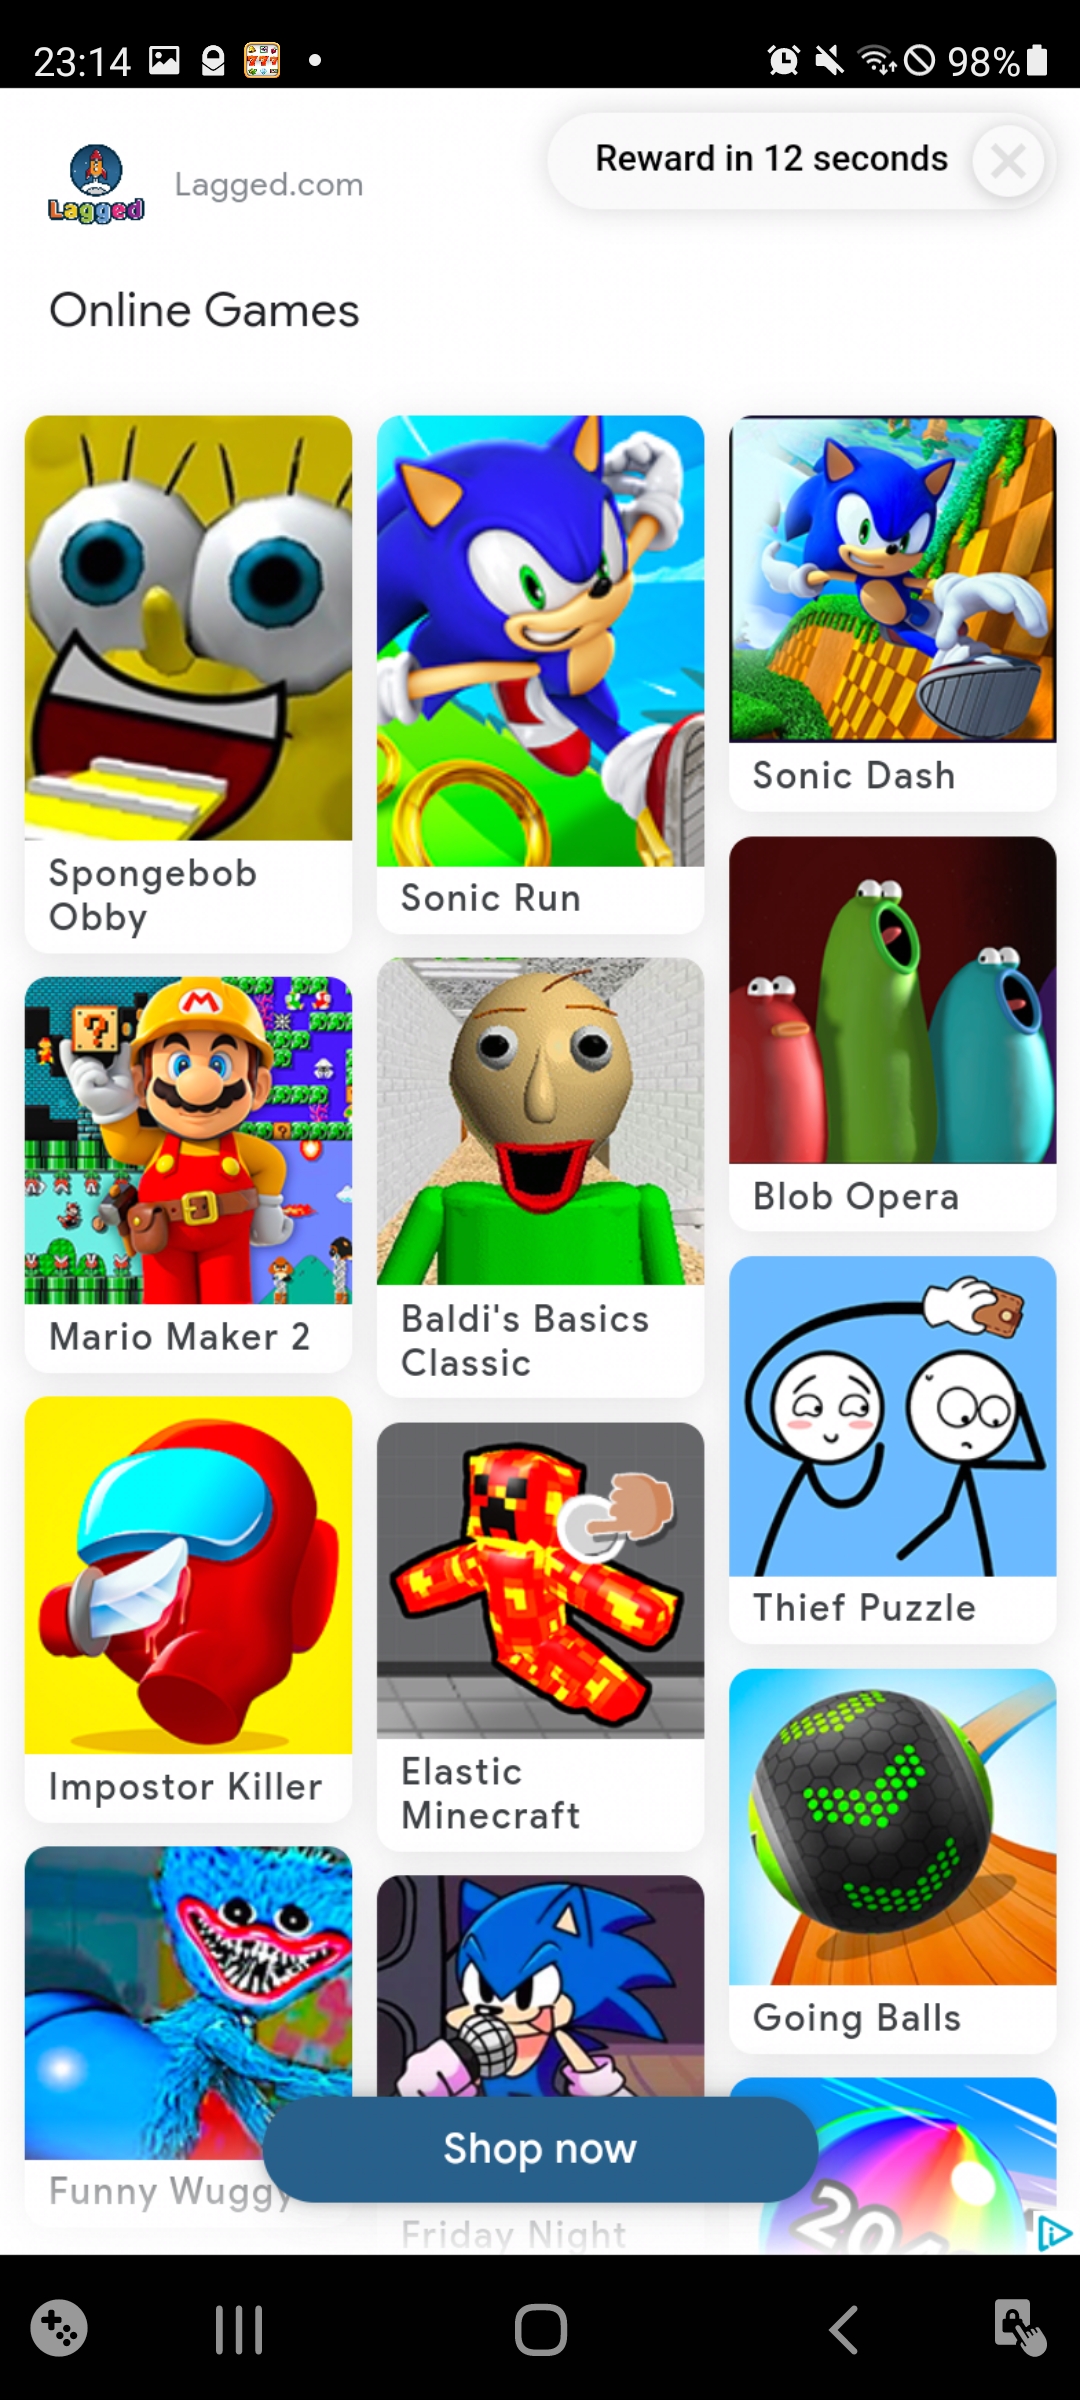 23:14
98%
Lagged
Lagged.com
Reward in 12 seconds
Online Games
Spongebob
Obby
Sonic Run
Sonic Dash
Mario Maker 2
Baldi's Basics
Classic
Blob Opera
Impostor Killer
Elastic
Minecraft
Thief Puzzle
Going Balls
Funny Wuggy
Friday Night
Shop now